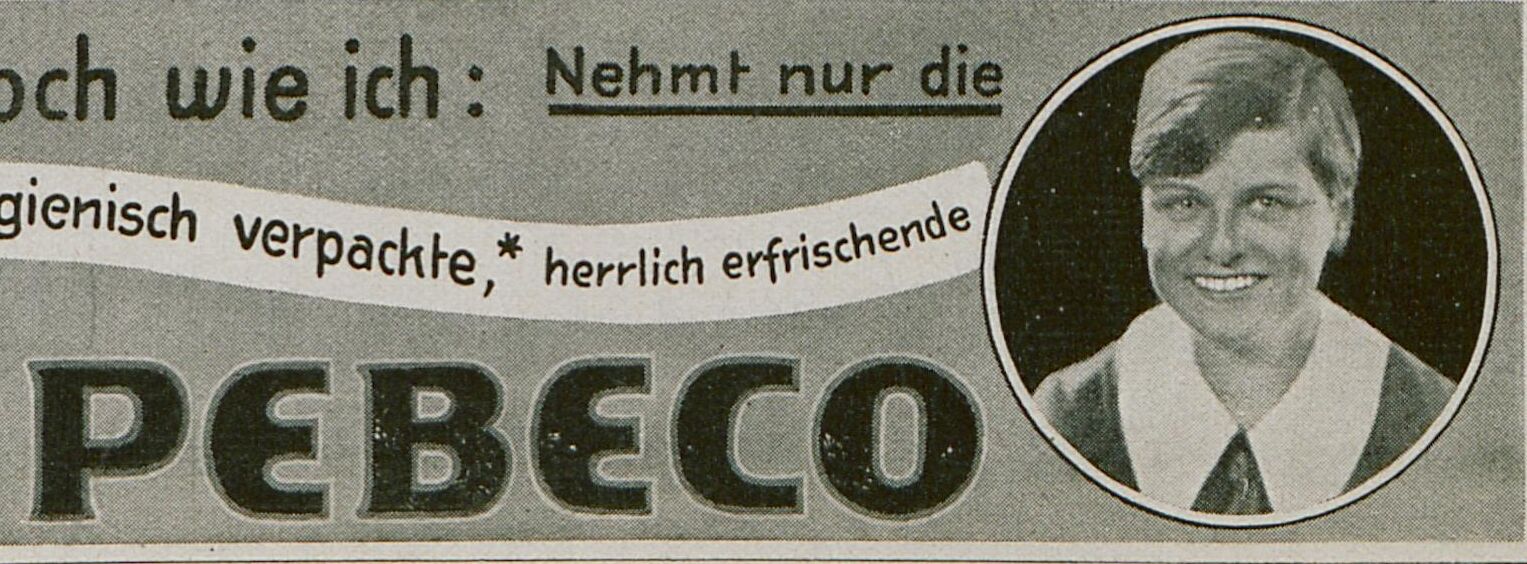 och wie ich: Nehmt nur die
gienisch verpackte,* herrlich erfrischende
PEBECO